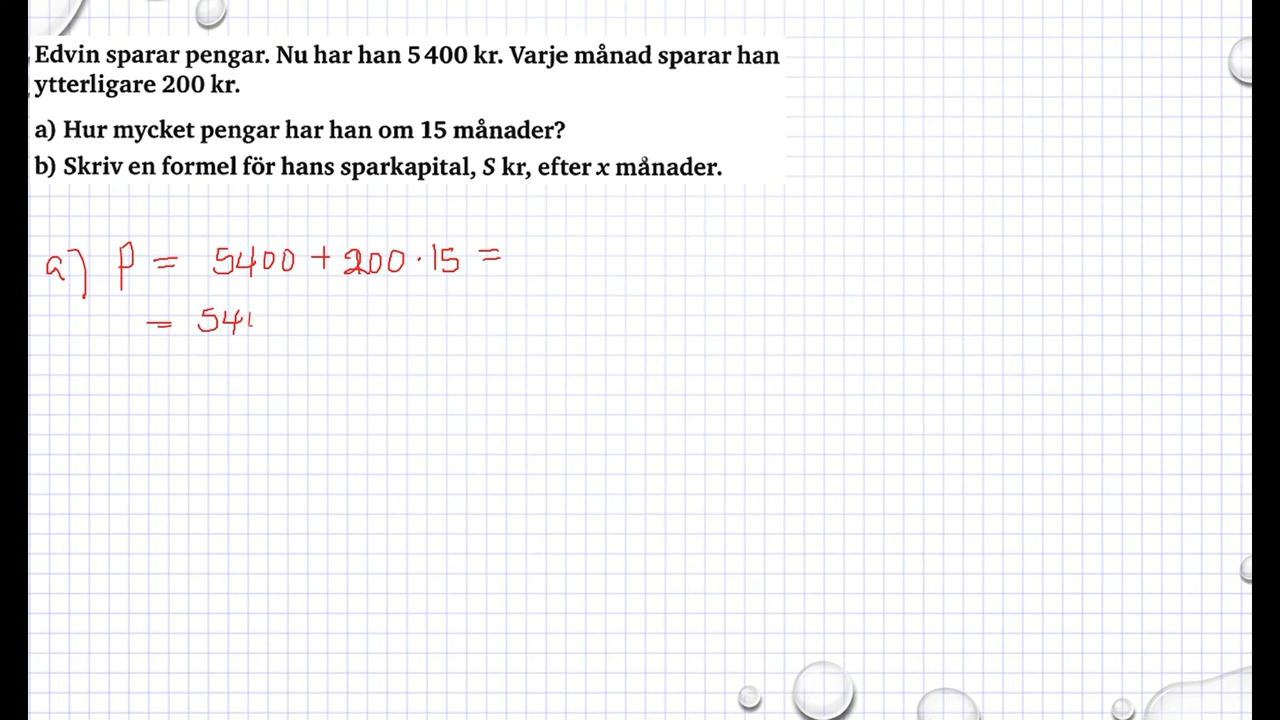 Edvin sparar pengar. Nu har han 5 400 kr. Varje månad sparar han
ytterligare 200 kr.
a) Hur mycket pengar har han om 15 månader?
b) Skriv en formel för hans sparkapital, S kr, efter x månader.
a) P = 5400 + 200 · 15 =
= 54